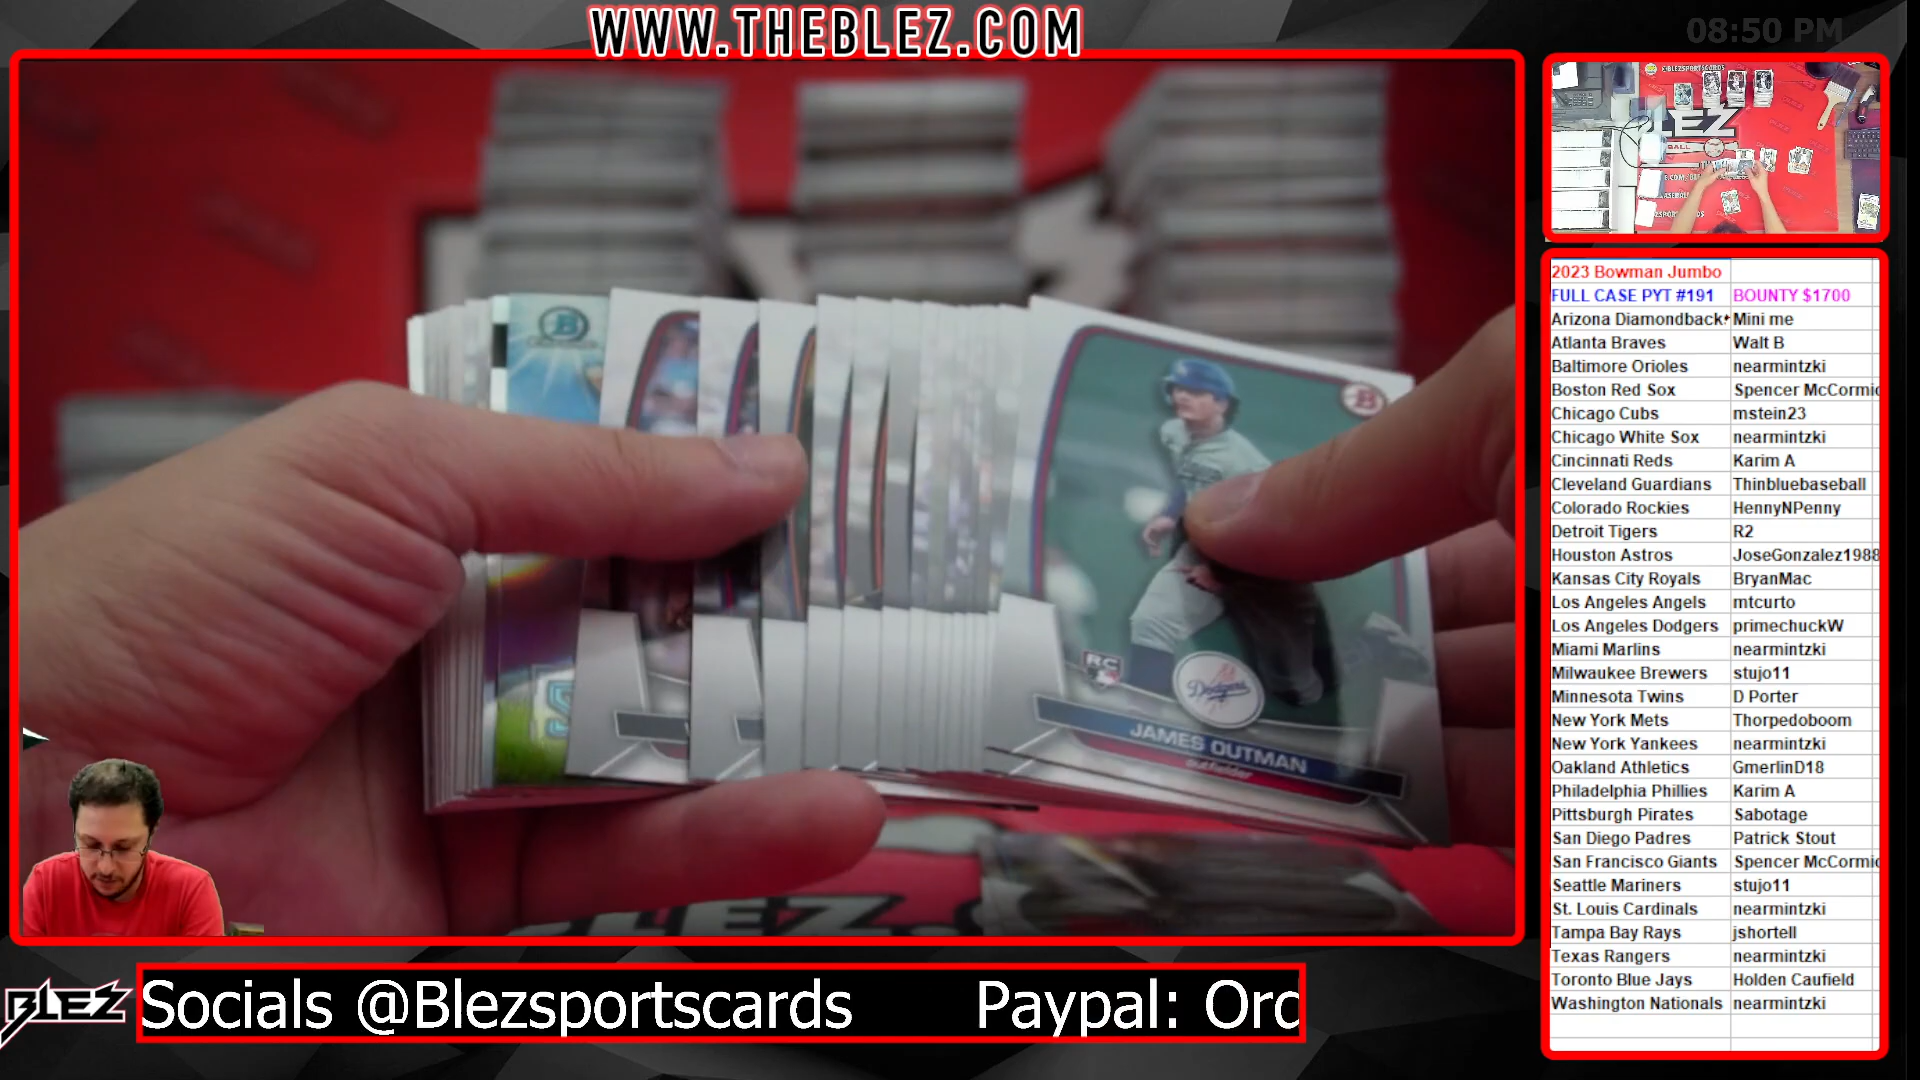 WWW.THEBLEZ.COM
08:50 PM
@BLEZSPORTSCARDS
LEZ
BALL
B
RC
Dodgers
JAMES OUTMAN
outfielder
2023 Bowman Jumbo
FULL CASE PYT #191 BOUNTY $1700
Arizona Diamondback Mini me
Atlanta Braves Walt B
Baltimore Orioles nearmintzki
Boston Red Sox Spencer McCormic
Chicago Cubs mstein23
Chicago White Sox nearmintzki
Cincinnati Reds Karim A
Cleveland Guardians Thinbluebaseball
Colorado Rockies HennyNPenny
Detroit Tigers R2
Houston Astros JoseGonzalez1988
Kansas City Royals BryanMac
Los Angeles Angels mtcurto
Los Angeles Dodgers primechuckW
Miami Marlins nearmintzki
Milwaukee Brewers stujo11
Minnesota Twins D Porter
New York Mets Thorpedoboom
New York Yankees nearmintzki
Oakland Athletics GmerlinD18
Philadelphia Phillies Karim A
Pittsburgh Pirates Sabotage
San Diego Padres Patrick Stout
San Francisco Giants Spencer McCormic
Seattle Mariners stujo11
St. Louis Cardinals nearmintzki
Tampa Bay Rays jshortell
Texas Rangers nearmintzki
Toronto Blue Jays Holden Caufield
Washington Nationals nearmintzki
BLEZ
Socials @Blezsportscards Paypal: Orc